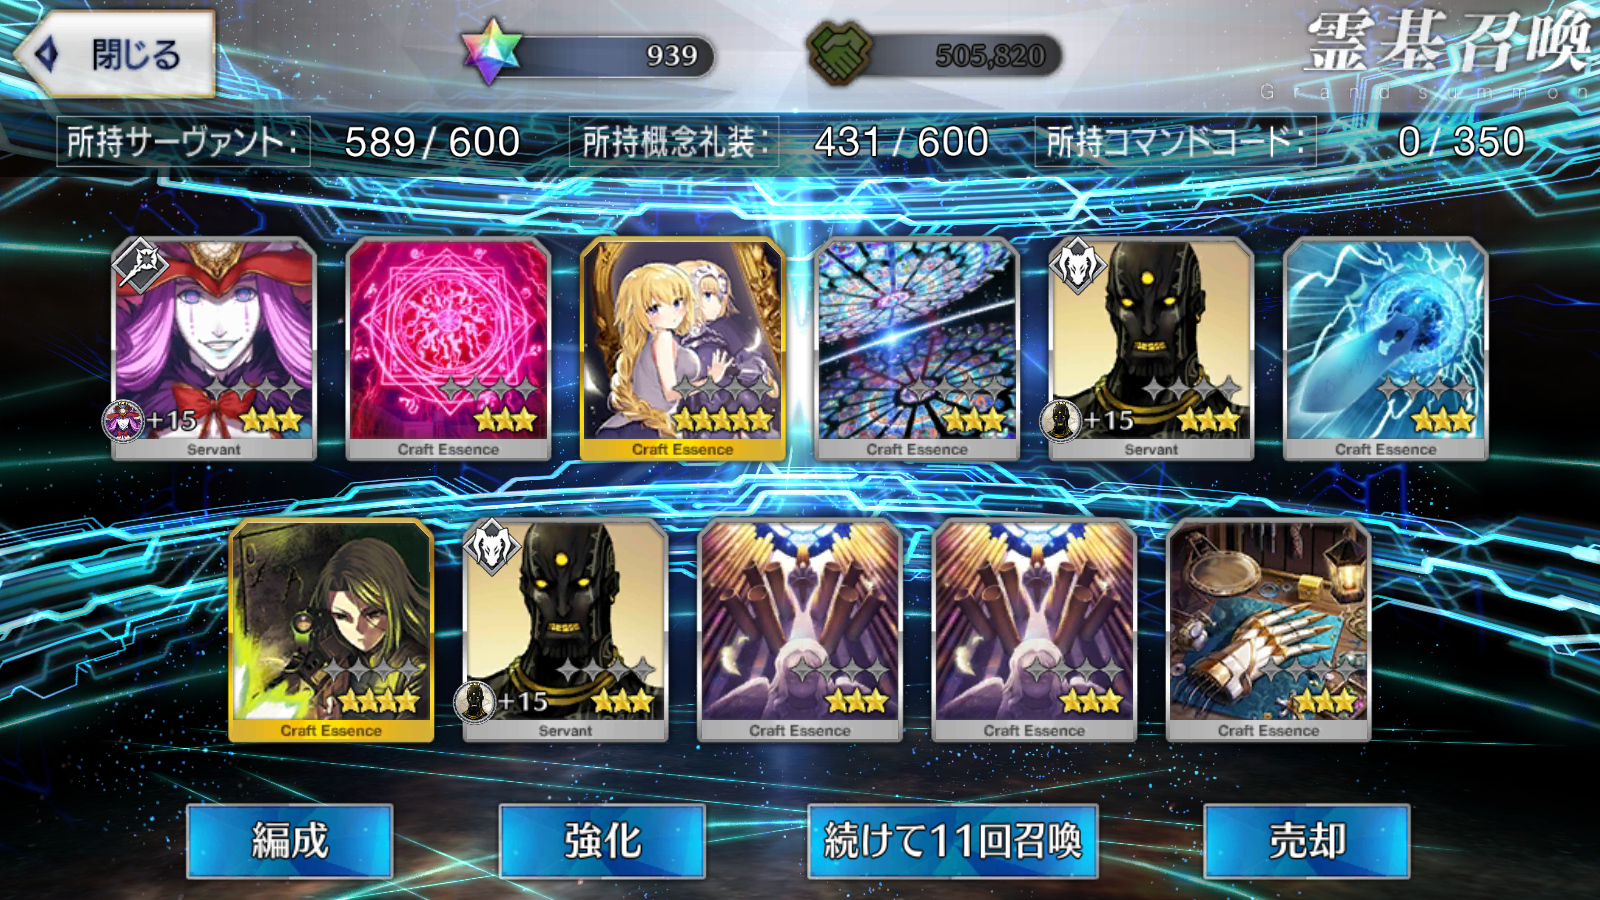 閉じる
939
505,820
霊基召喚
Grand summon
所持サーヴァント: 589 / 600
所持概念礼装: 431 / 600
所持コマンドコード: 0 / 350
+15
Servant
Craft Essence
Craft Essence
Craft Essence
+15
Servant
Craft Essence
Craft Essence
+15
Servant
Craft Essence
Craft Essence
Craft Essence
編成
強化
続けて11回召喚
売却